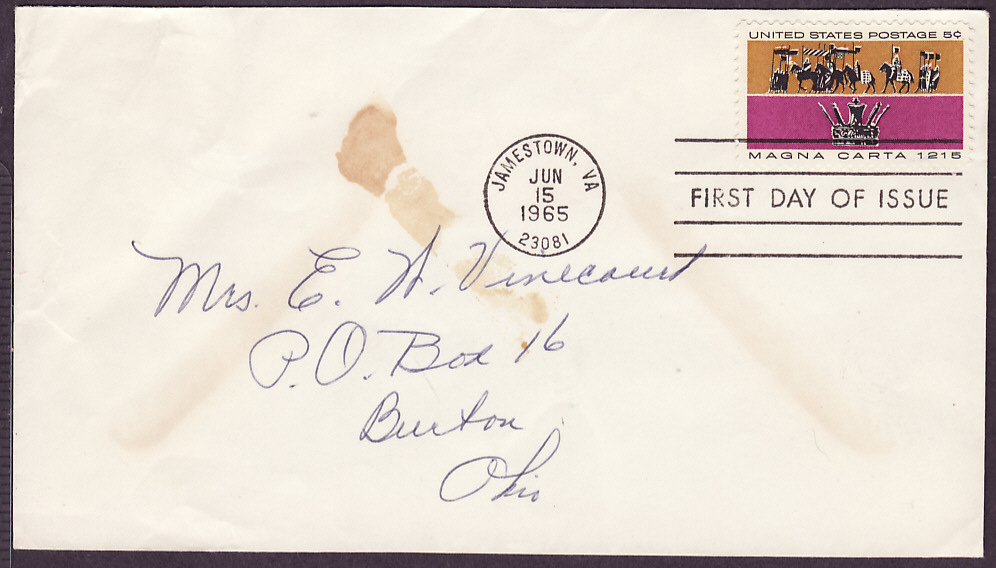 UNITED STATES POSTAGE 5¢
MAGNA CARTA 1215
JAMESTOWN, VA
JUN
15
1965
23081
FIRST DAY OF ISSUE
Mrs. E. W. Vinecourt
P.O. Box 16
Burton
Ohio